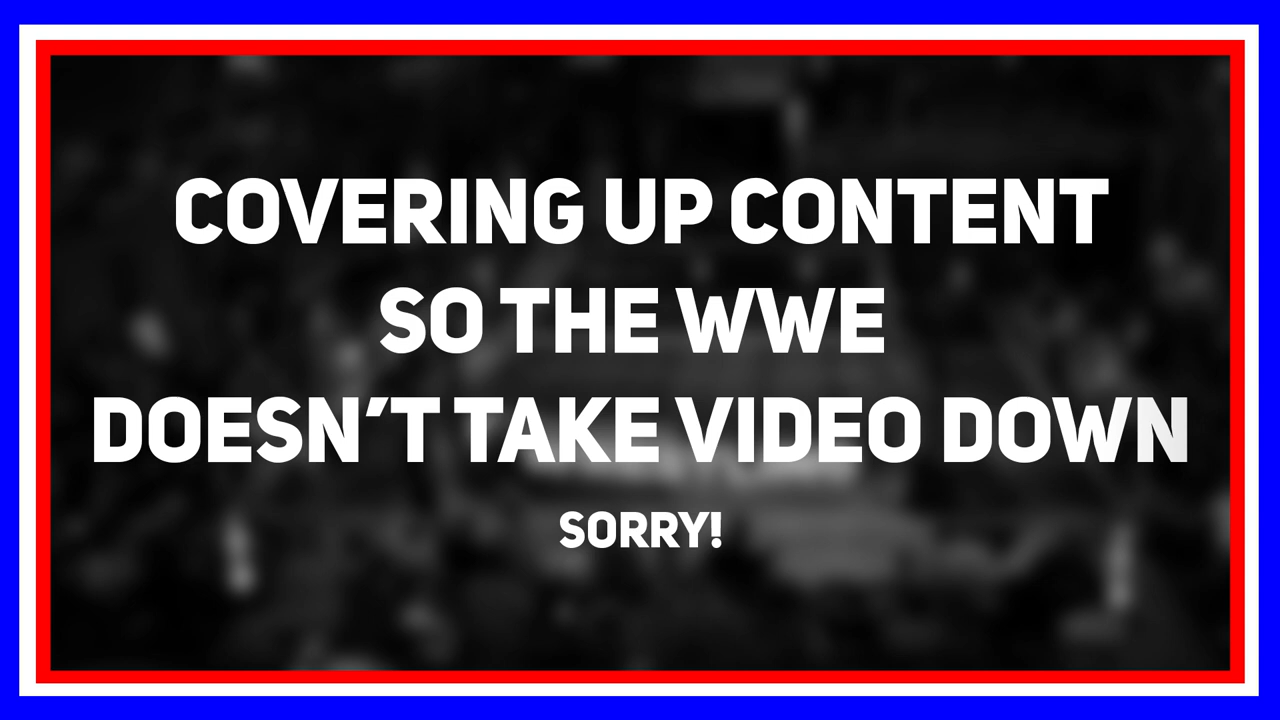 COVERING UP CONTENT
SO THE WWE
DOESN'T TAKE VIDEO DOWN
SORRY!